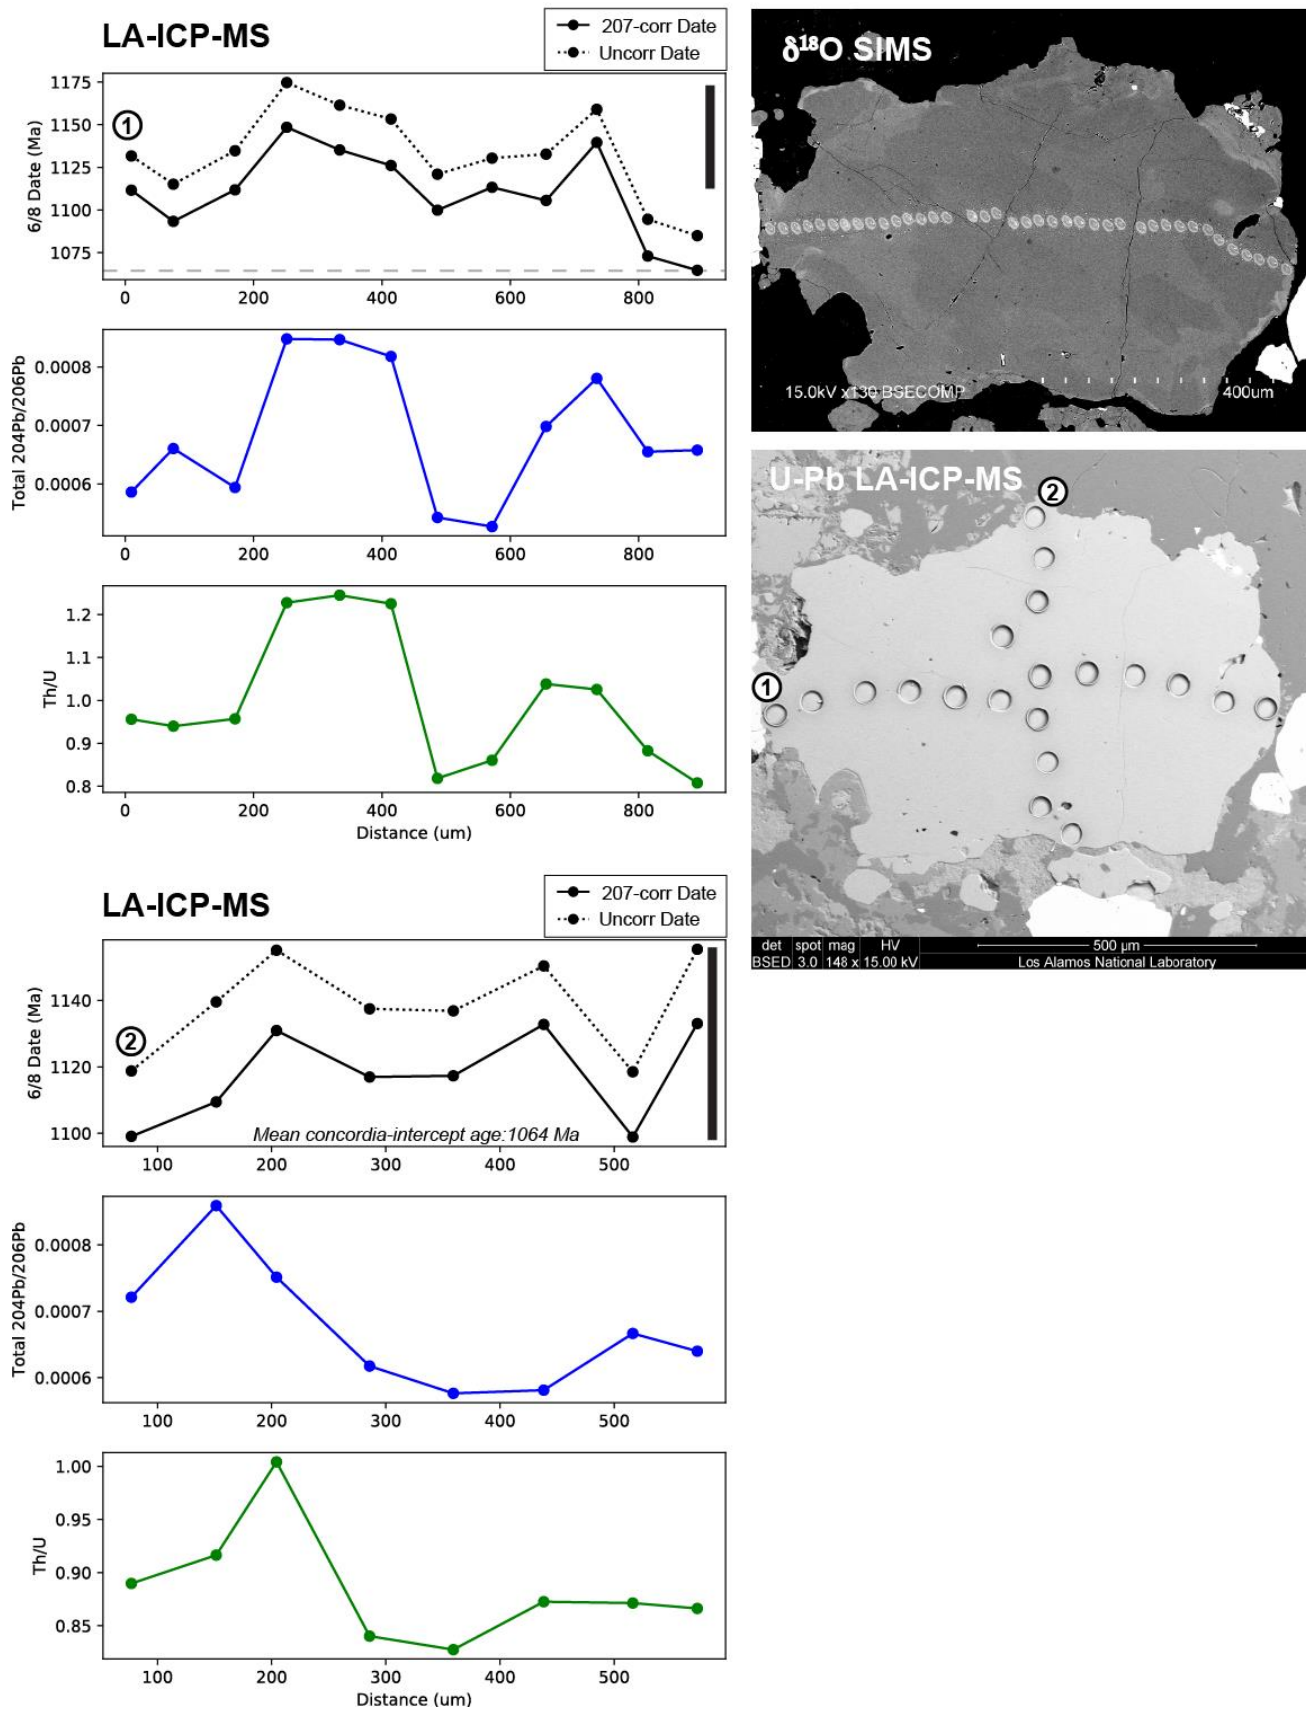 LA-ICP-MS
207-corr Date
Uncorr Date
1
6/8 Date (Ma)
1175
1150
1125
1100
1075
0 200 400 600 800
Total 204Pb/206Pb
0.0008
0.0007
0.0006
0 200 400 600 800
Th/U
1.2
1.1
1.0
0.9
0.8
0 200 400 600 800
Distance (um)
LA-ICP-MS
207-corr Date
Uncorr Date
2
6/8 Date (Ma)
1140
1120
1100
Mean concordia-intercept age:1064 Ma
100 200 300 400 500
Total 204Pb/206Pb
0.0008
0.0007
0.0006
100 200 300 400 500
Th/U
1.00
0.95
0.90
0.85
100 200 300 400 500
Distance (um)
δ¹⁸O SIMS
15.0kV x130 BSECOMP 400um
U-Pb LA-ICP-MS
2
1
det spot mag HV 500 µm
BSED 3.0 148 x 15.00 kV Los Alamos National Laboratory